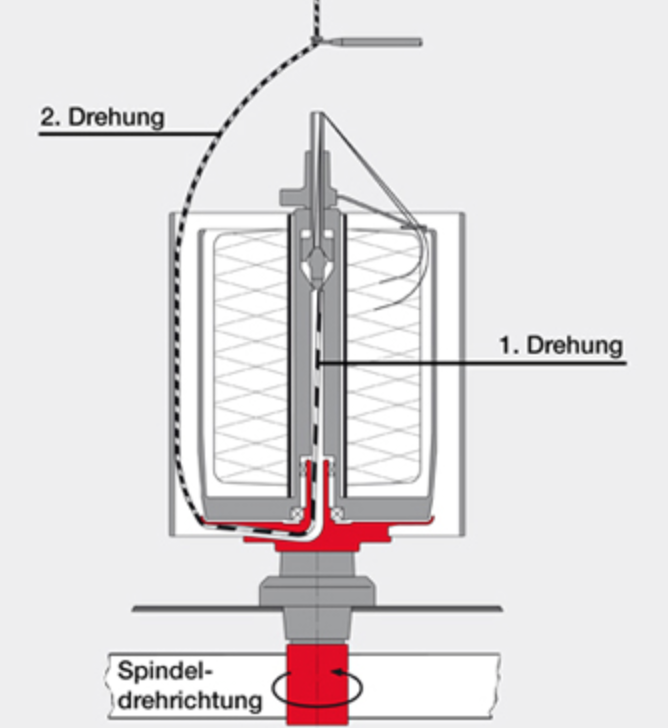 2. Drehung
1. Drehung
Spindel-
drehrichtung